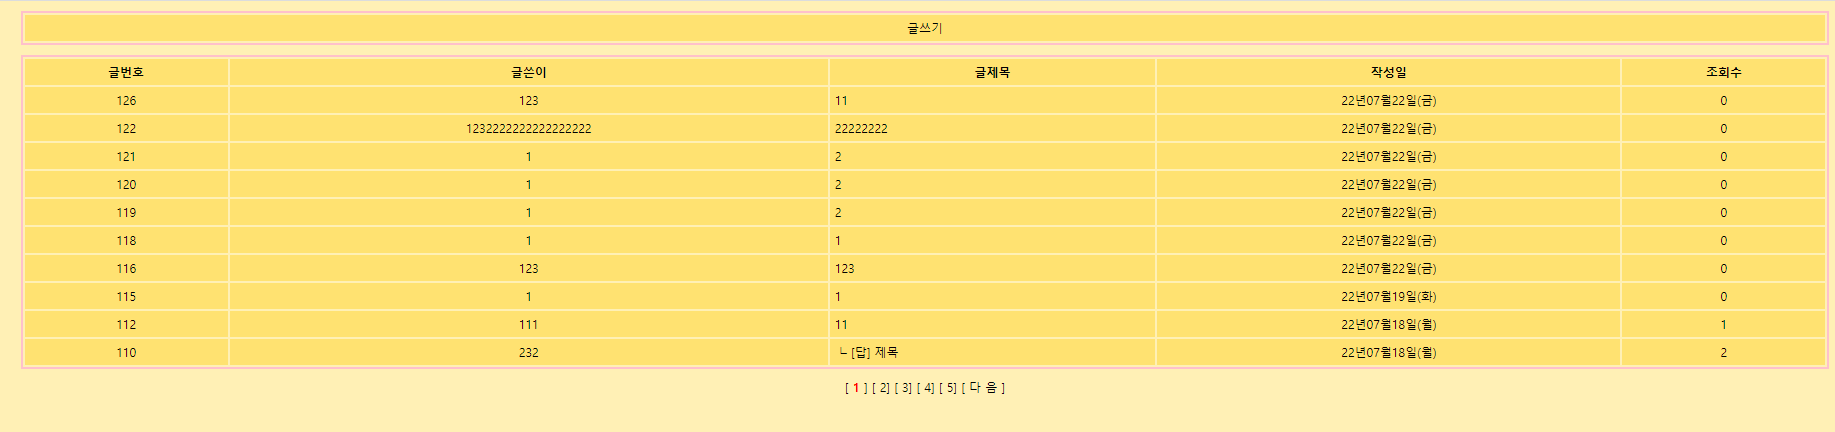 글쓰기
글번호 글쓴이 글제목 작성일 조회수
126 123 11 22년07월22일(금) 0
122 1232222222222222222 22222222 22년07월22일(금) 0
121 1 2 22년07월22일(금) 0
120 1 2 22년07월22일(금) 0
119 1 2 22년07월22일(금) 0
118 1 1 22년07월22일(금) 0
116 123 123 22년07월22일(금) 0
115 1 1 22년07월19일(화) 0
112 111 11 22년07월18일(월) 1
110 232 ┗ [답] 제목 22년07월18일(월) 2
[ 1 ] [ 2] [ 3] [ 4] [ 5] [ 다 음 ]